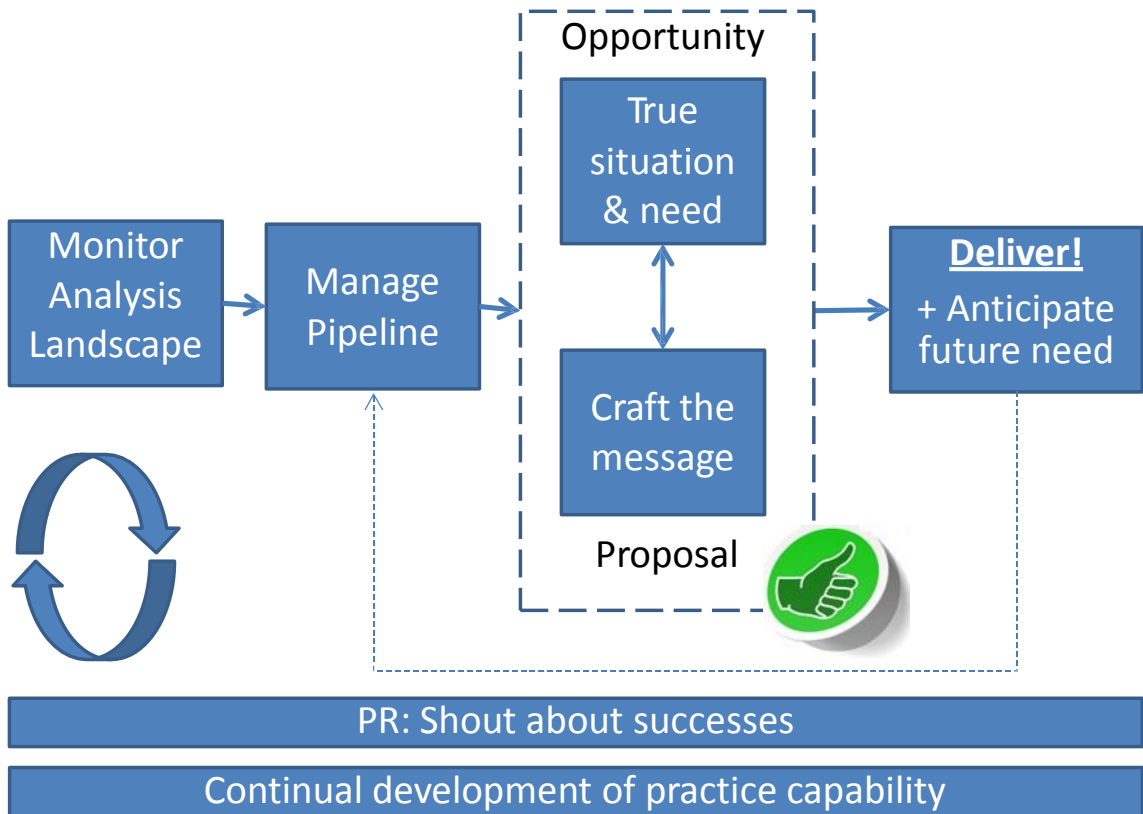 Monitor
Analysis
Landscape
Manage
Pipeline
Opportunity
True
situation
& need
Craft the
message
Proposal
Deliver!
+ Anticipate
future need
PR: Shout about successes
Continual development of practice capability